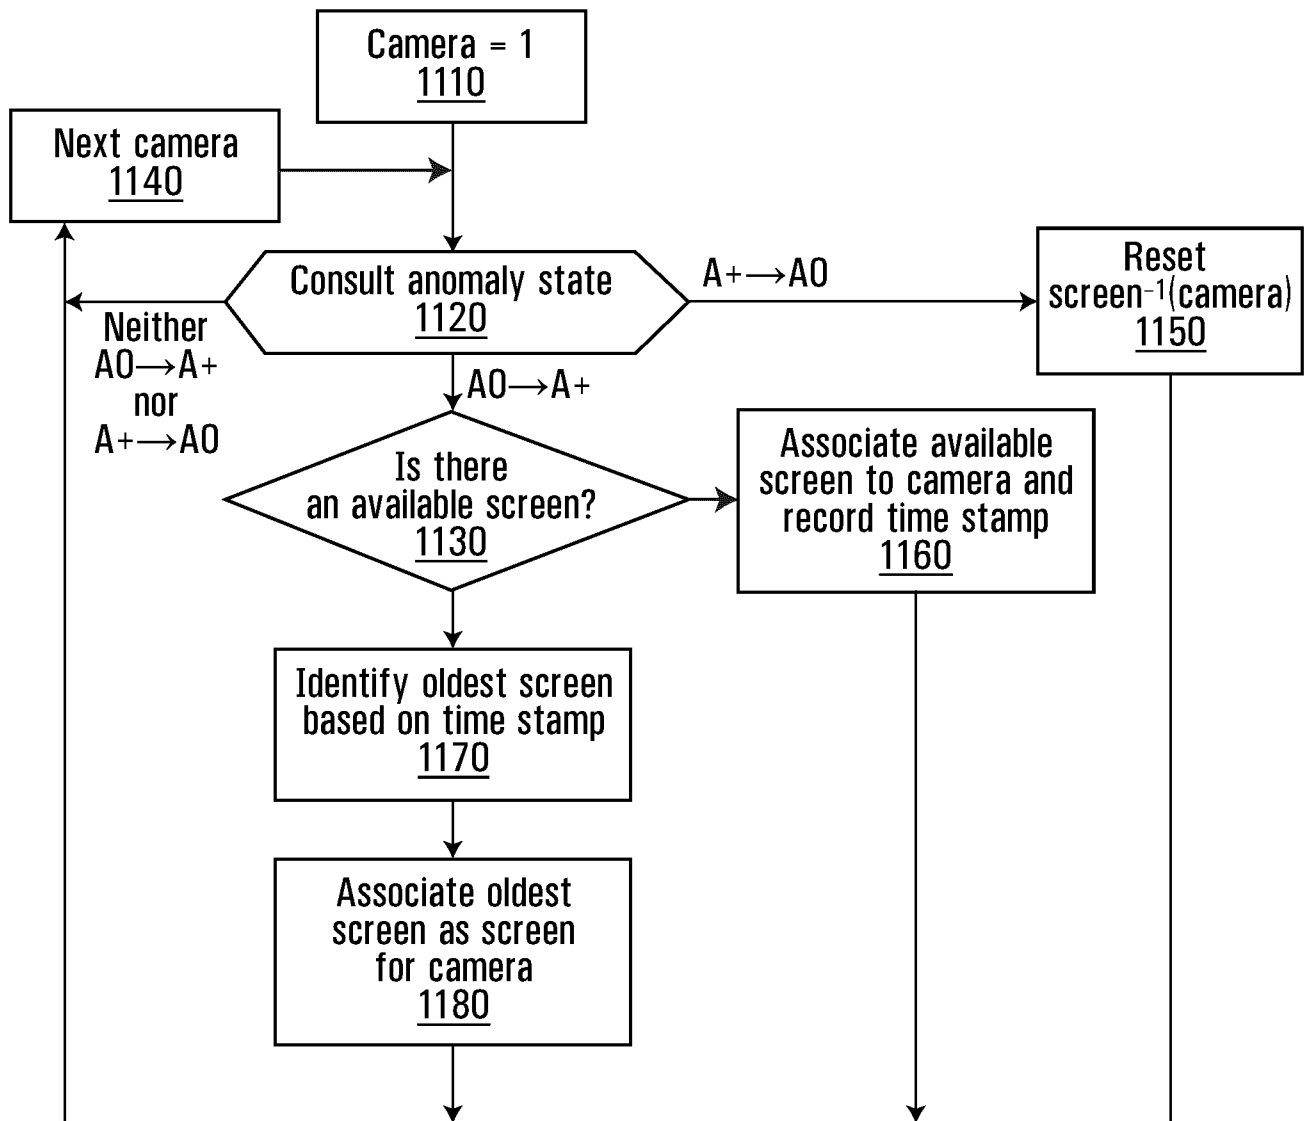 Camera = 1
1110
Next camera
1140
Consult anomaly state
1120
A+→A0
Reset
screen⁻¹(camera)
1150
Neither
A0→A+
nor
A+→A0
A0→A+
Is there
an available screen?
1130
Associate available
screen to camera and
record time stamp
1160
Identify oldest screen
based on time stamp
1170
Associate oldest
screen as screen
for camera
1180